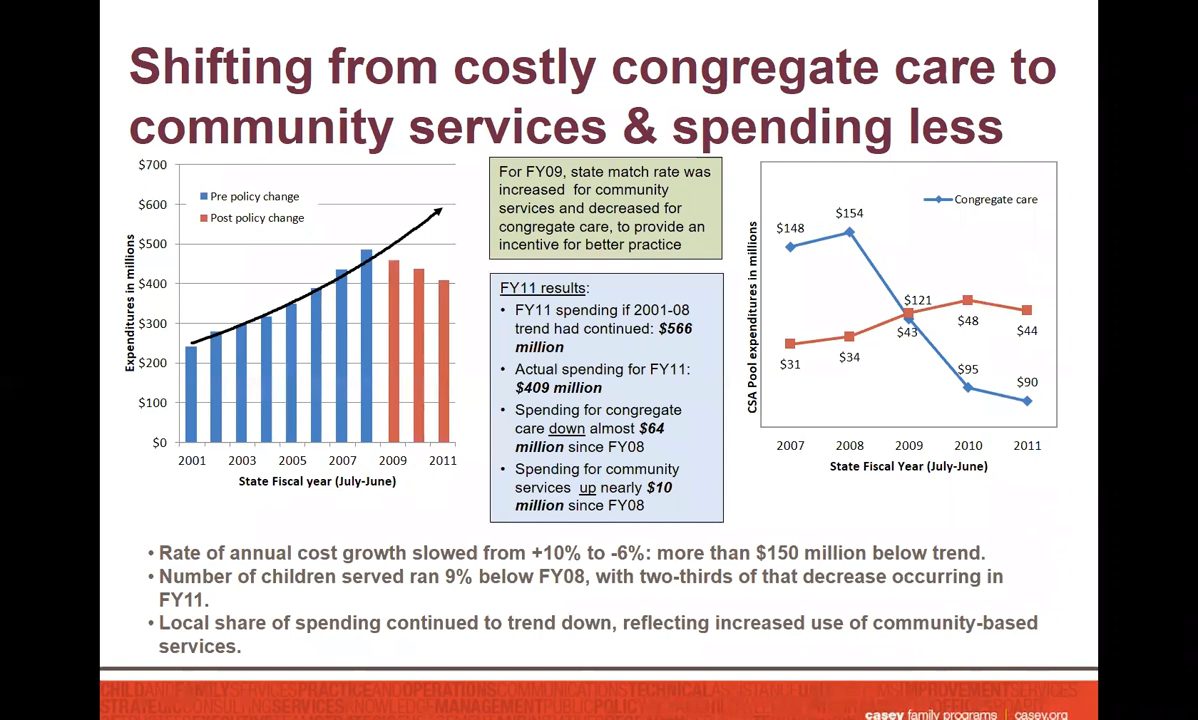 Shifting from costly congregate care to
community services & spending less
$700
$600
$500
$400
$300
$200
$100
$0
Expenditures in millions
Pre policy change
Post policy change
2001 2003 2005 2007 2009 2011
State Fiscal year (July-June)
For FY09, state match rate was
increased for community
services and decreased for
congregate care, to provide an
incentive for better practice
FY11 results:
• FY11 spending if 2001-08
trend had continued: $566
million
• Actual spending for FY11:
$409 million
• Spending for congregate
care down almost $64
million since FY08
• Spending for community
services up nearly $10
million since FY08
CSA Pool expenditures in millions
Congregate care
$148
$154
$121
$95
$90
$31
$34
$43
$48
$44
2007 2008 2009 2010 2011
State Fiscal Year (July-June)
• Rate of annual cost growth slowed from +10% to -6%: more than $150 million below trend.
• Number of children served ran 9% below FY08, with two-thirds of that decrease occurring in
FY11.
• Local share of spending continued to trend down, reflecting increased use of community-based
services.
CHILDANDFAMILYSERVICESPRACTICEANDOPERATIONSCOMMUNICATIONSTECHNICAL
STRATEGICCONSULTINGSERVICESKNOWLEDGEMANAGEMENTPUBLICPOLICY
casey family programs | casey.org